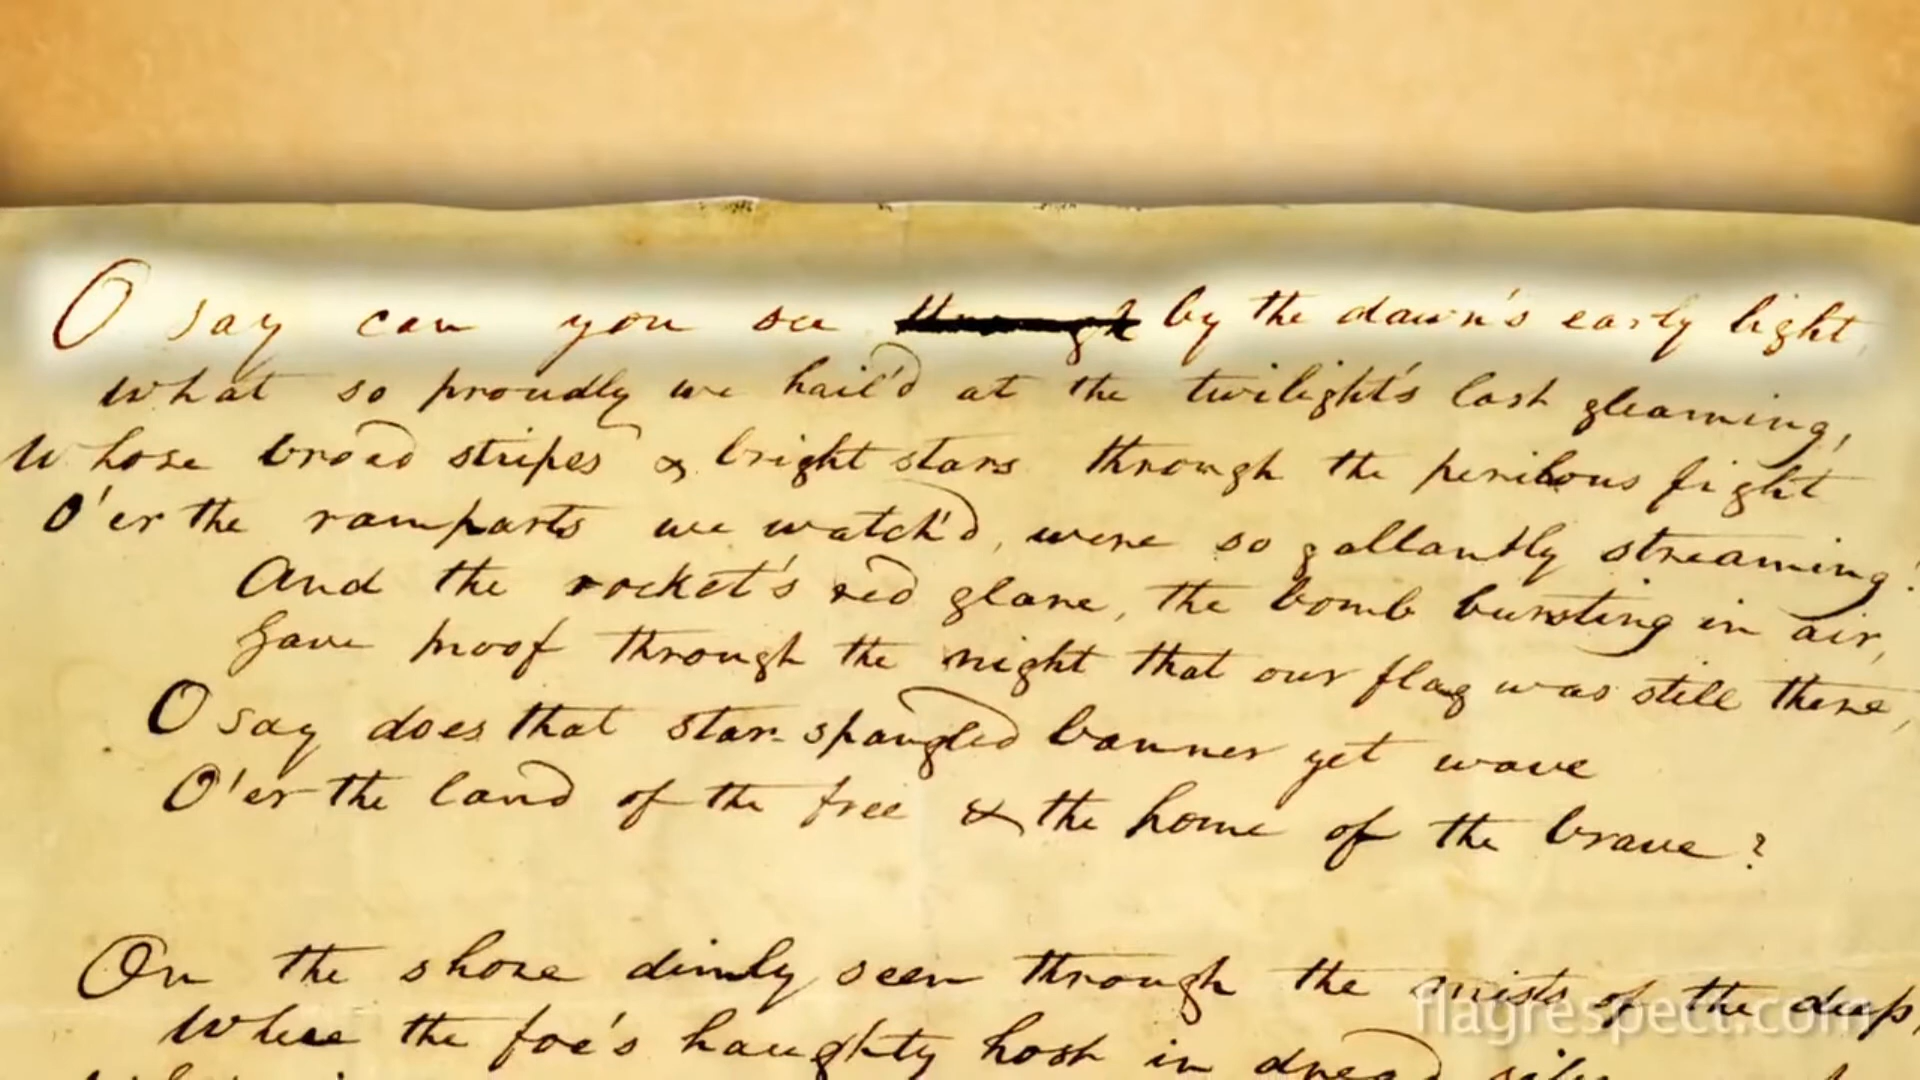 O say can you see ~~through~~ by the dawn's early light,
What so proudly we hail'd at the twilight's last gleaming,
Whose broad stripes & bright stars through the perilous fight
O'er the ramparts we watch'd, were so gallantly streaming?
And the rocket's red glare, the bomb bursting in air,
Gave proof through the night that our flag was still there,
O say does that star-spangled banner yet wave
O'er the land of the free & the home of the brave?
On the shore dimly seen through the mists of the deep,
Where the foe's haughty host in dread
flagrespect.com